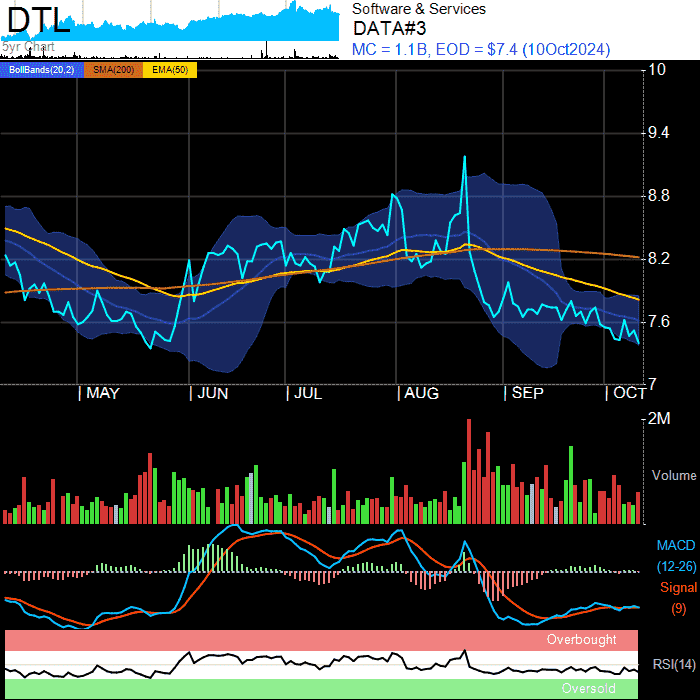 DTL
Software & Services
DATA#3
5yr Chart
MC = 1.1B, EOD = $7.4 (10Oct2024)
BollBands(20,2) SMA(200) EMA(50)
10
9.4
8.8
8.2
7.6
7
MAY JUN JUL AUG SEP OCT
2M
Volume
MACD
(12-26)
Signal
(9)
Overbought
RSI(14)
Oversold